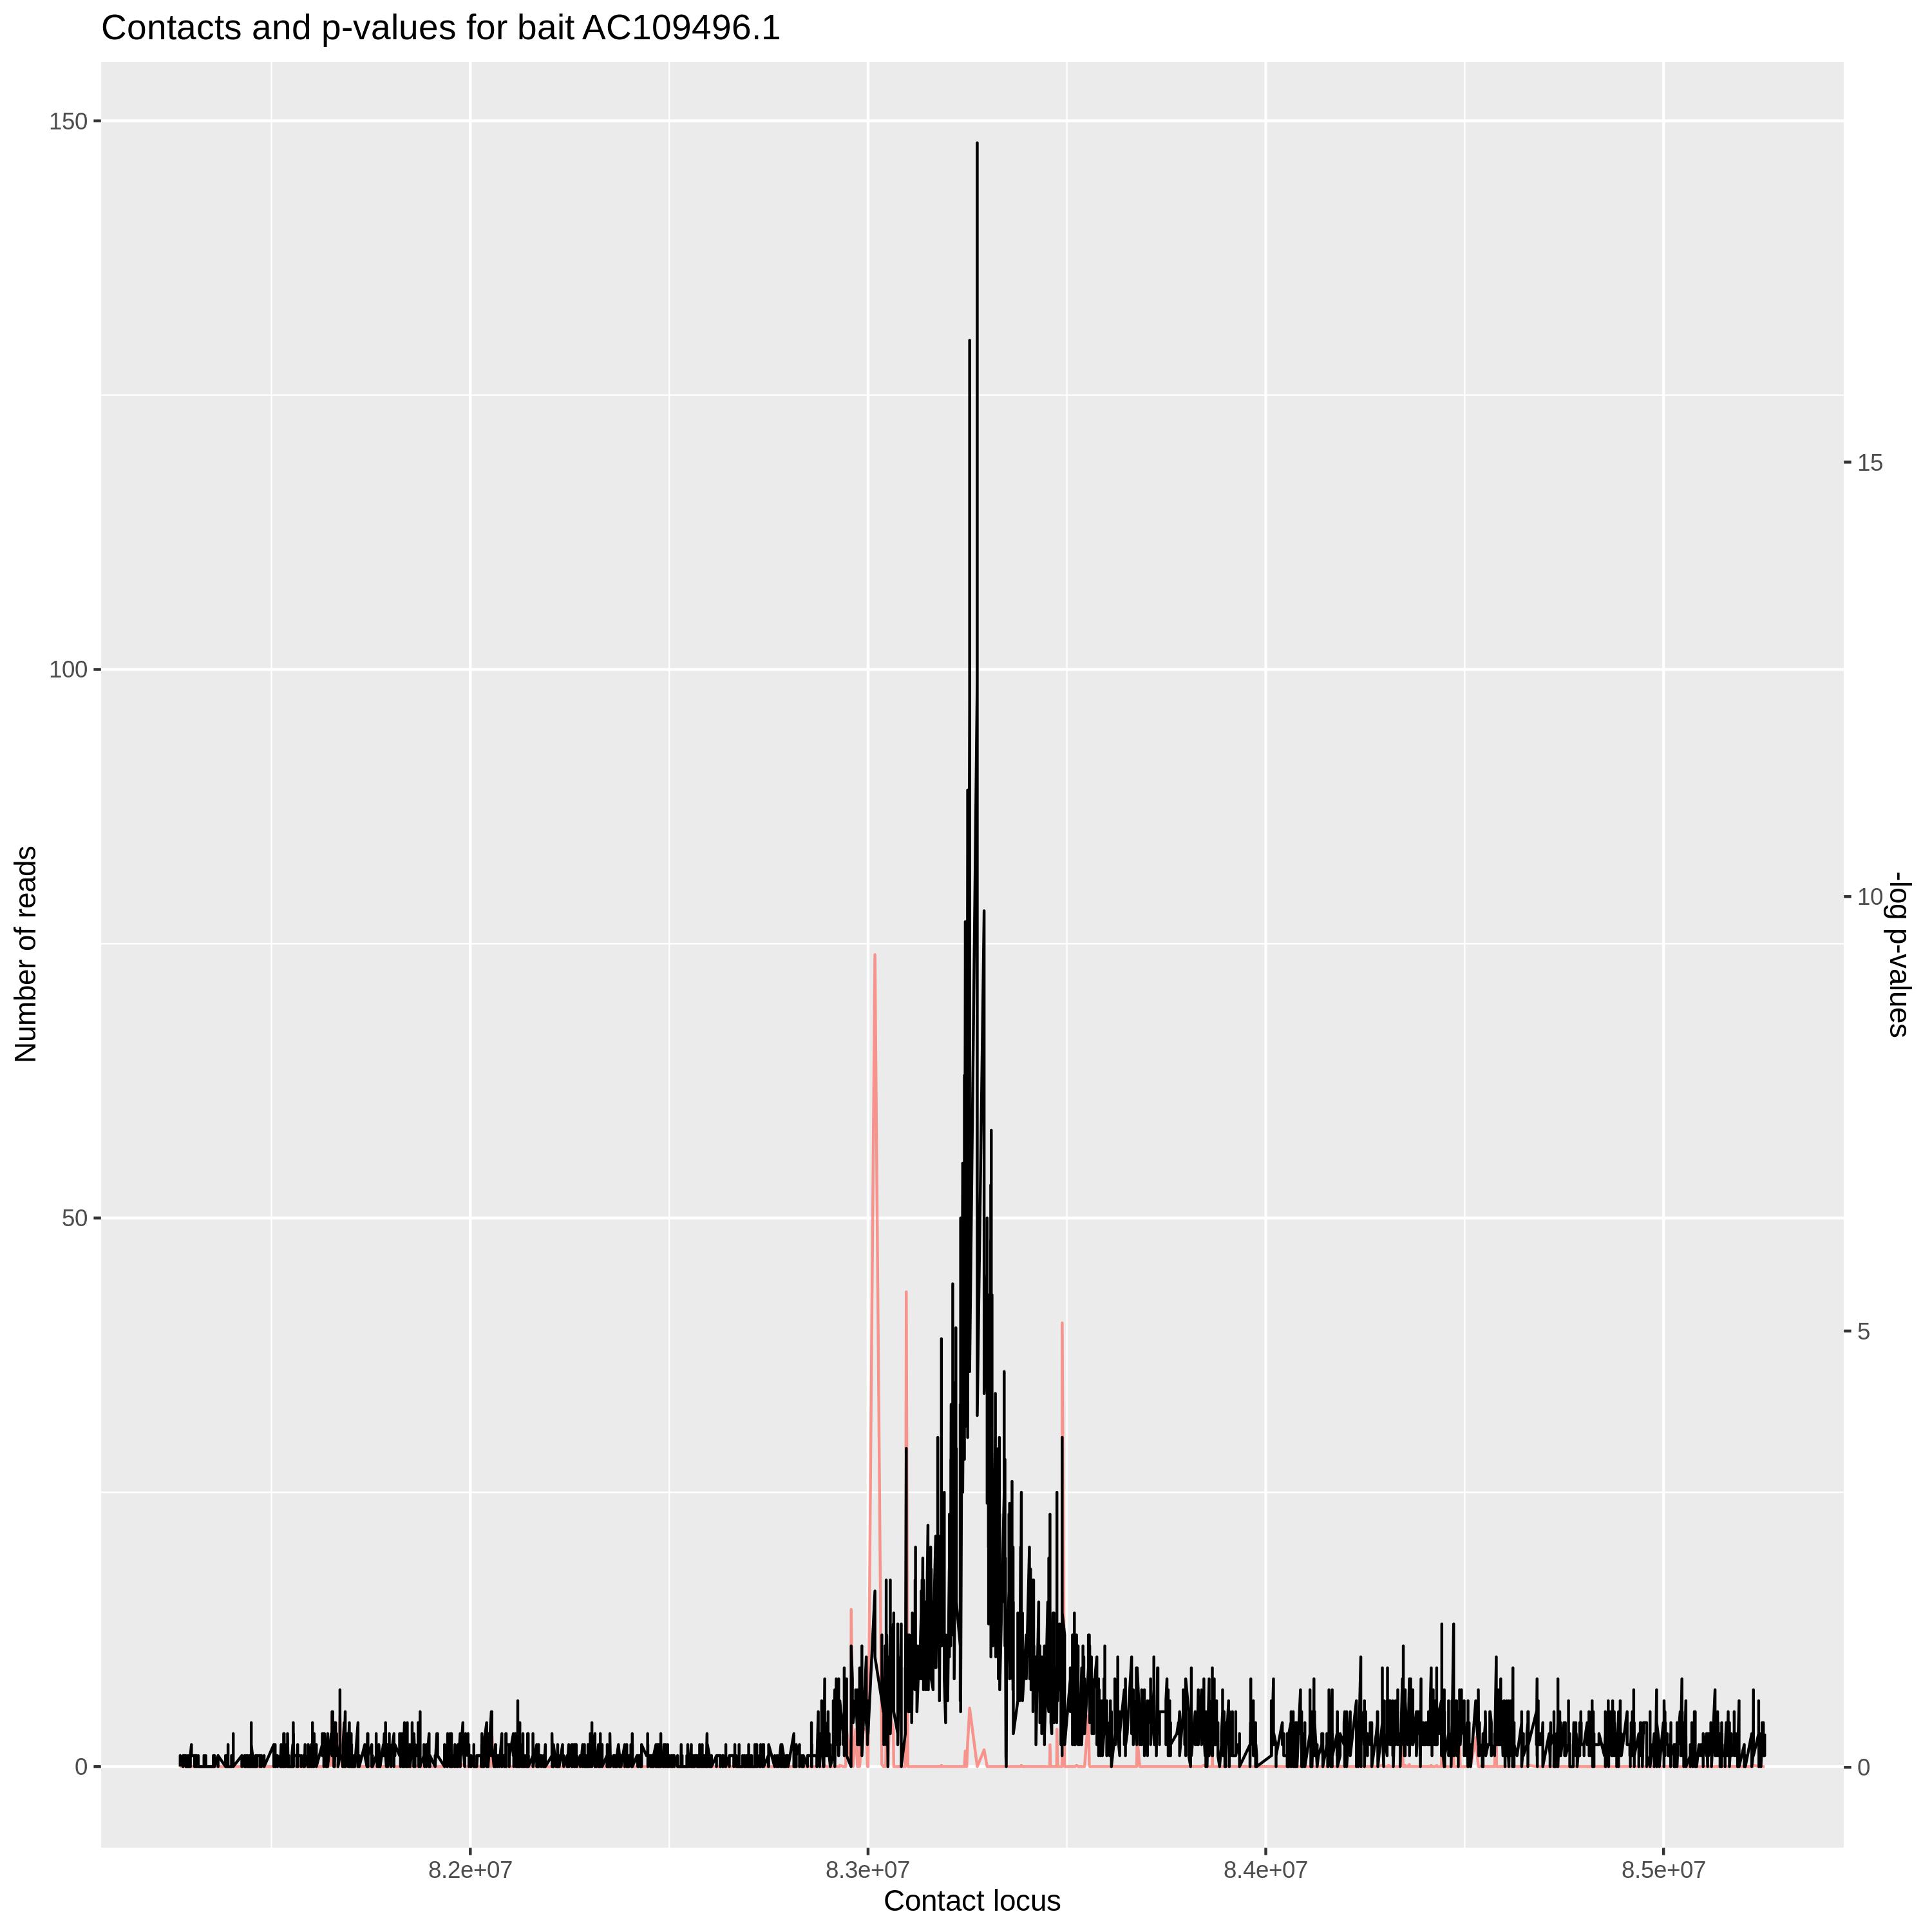 Contacts and p-values for bait AC109496.1
150
100
50
0
Number of reads
15
10
5
0
-log p-values
8.2e+07
8.3e+07
8.4e+07
8.5e+07
Contact locus